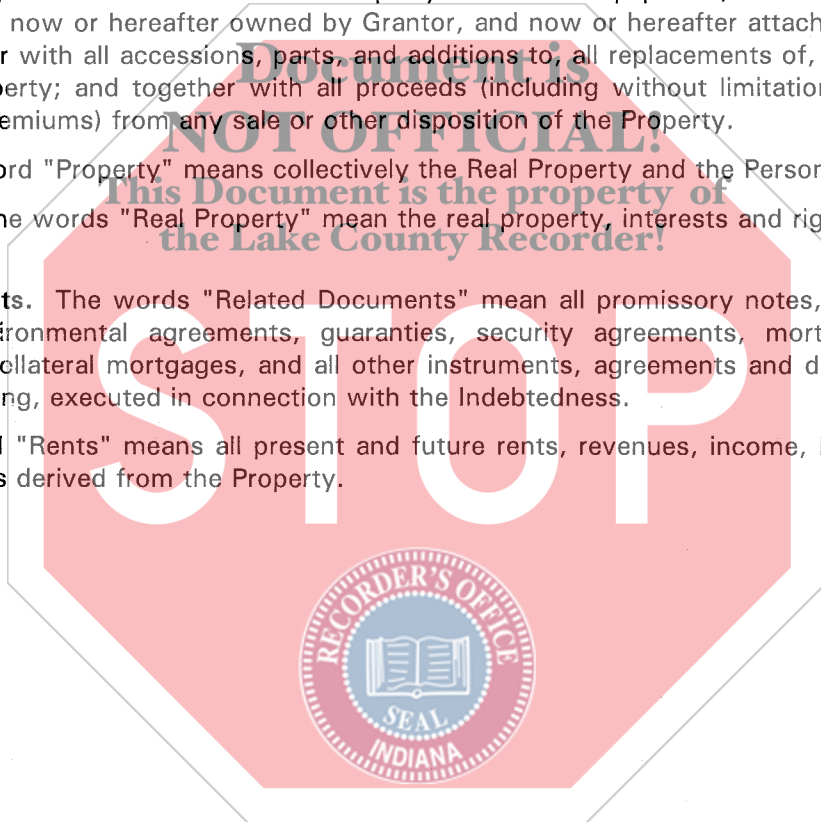 now or hereafter owned by Grantor, and now or hereafter attach
r with all accessions, parts, and additions to, all replacements of,
erty; and together with all proceeds (including without limitation
emiums) from any sale or other disposition of the Property.
ord "Property" means collectively the Real Property and the Person
he words "Real Property" mean the real property, interests and rig
ts. The words "Related Documents" mean all promissory notes,
ironmental agreements, guaranties, security agreements, mort
ollateral mortgages, and all other instruments, agreements and d
ng, executed in connection with the Indebtedness.
"Rents" means all present and future rents, revenues, income,
s derived from the Property.
Document is
NOT OFFICIAL!
This Document is the property of
the Lake County Recorder!
STOP
RECORDER'S OFFICE
SEAL
INDIANA